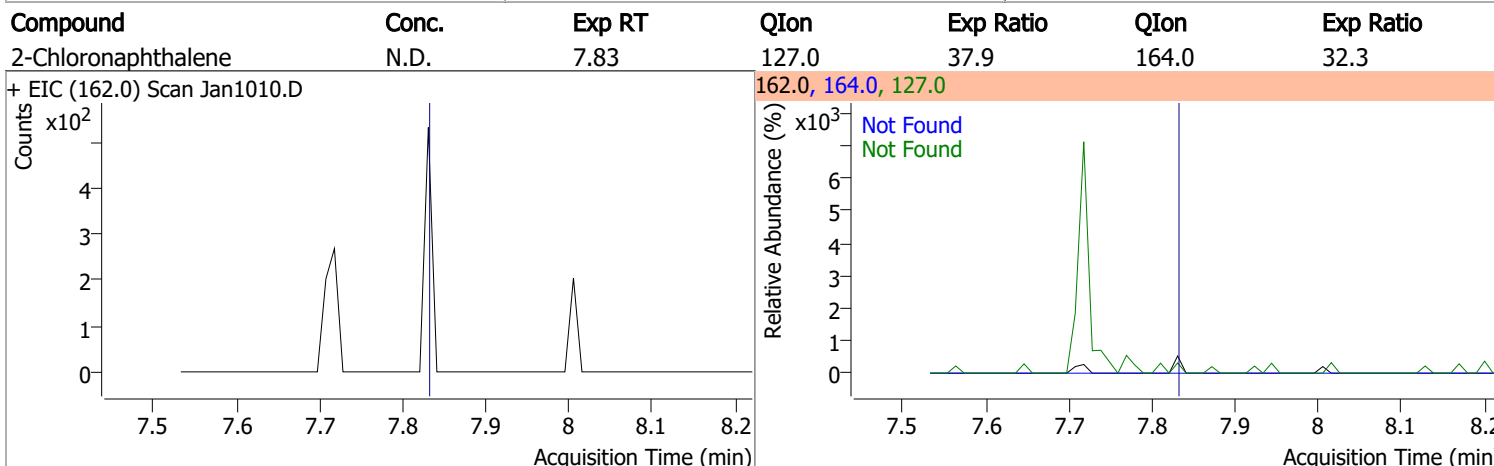 Compound Conc. Exp RT QIon Exp Ratio QIon Exp Ratio
2-Chloronaphthalene N.D. 7.83 127.0 37.9 164.0 32.3
+ EIC (162.0) Scan Jan1010.D
162.0, 164.0, 127.0
Counts
x10²
4
3
2
1
0
7.5 7.6 7.7 7.8 7.9 8 8.1 8.2
Acquisition Time (min)
Relative Abundance (%)
x10³
Not Found
Not Found
6
5
4
3
2
1
0
7.5 7.6 7.7 7.8 7.9 8 8.1 8.2
Acquisition Time (min)